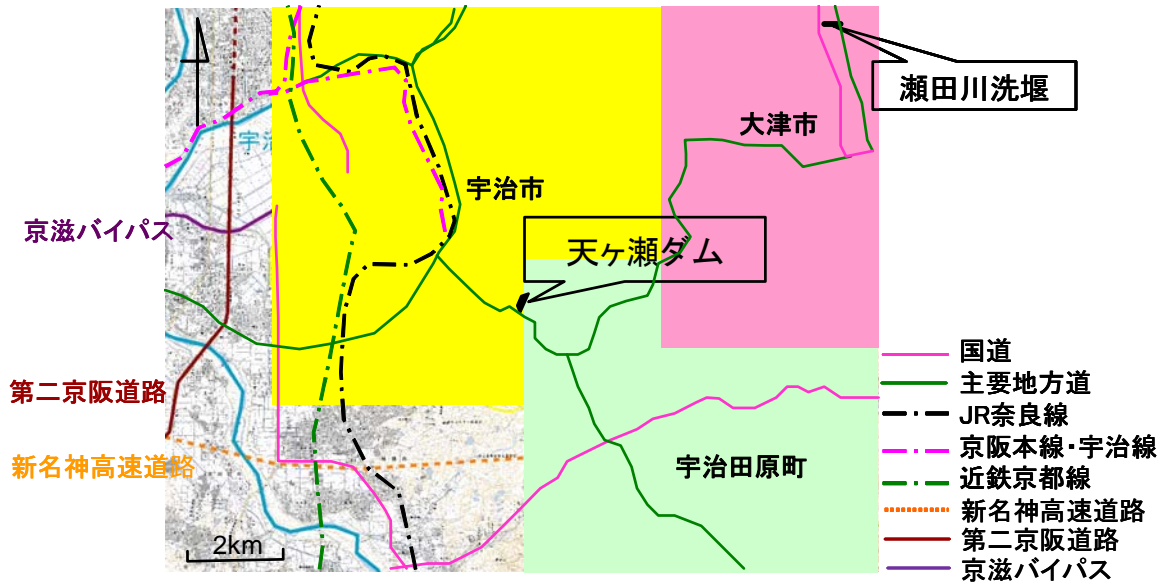 瀬田川洗堰
大津市
宇治市
京滋バイパス
天ヶ瀬ダム
国道
主要地方道
第二京阪道路
JR奈良線
京阪本線・宇治線
新名神高速道路
宇治田原町
近鉄京都線
新名神高速道路
第二京阪道路
2km
京滋バイパス